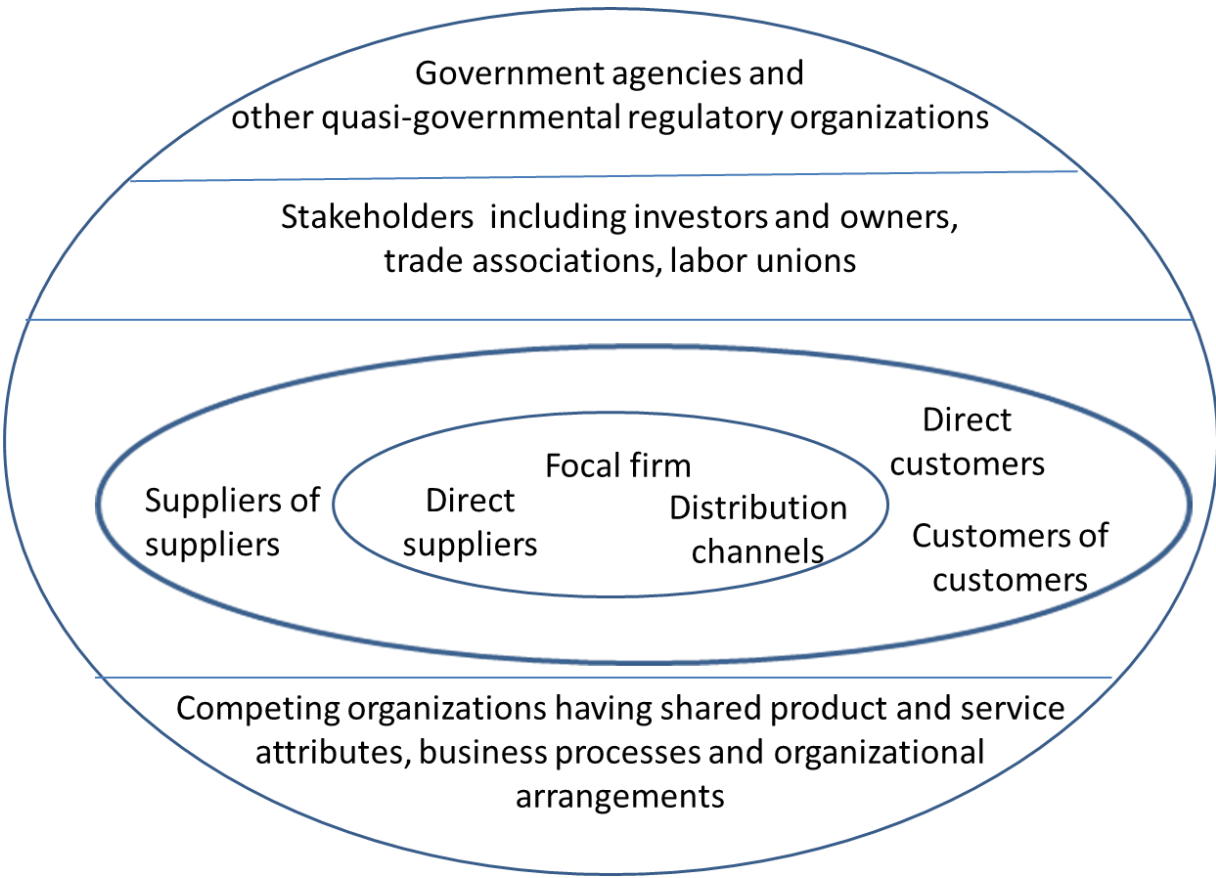 Government agencies and
other quasi-governmental regulatory organizations
Stakeholders including investors and owners,
trade associations, labor unions
Suppliers of
suppliers
Focal firm
Direct
suppliers
Distribution
channels
Direct
customers
Customers of
customers
Competing organizations having shared product and service
attributes, business processes and organizational
arrangements